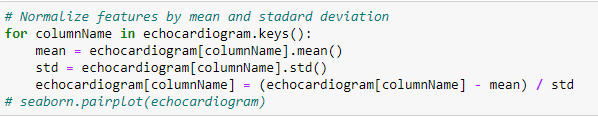 # Normalize features by mean and stadard deviation
for columnName in echocardiogram.keys():
    mean = echocardiogram[columnName].mean()
    std = echocardiogram[columnName].std()
    echocardiogram[columnName] = (echocardiogram[columnName] - mean) / std
# seaborn.pairplot(echocardiogram)